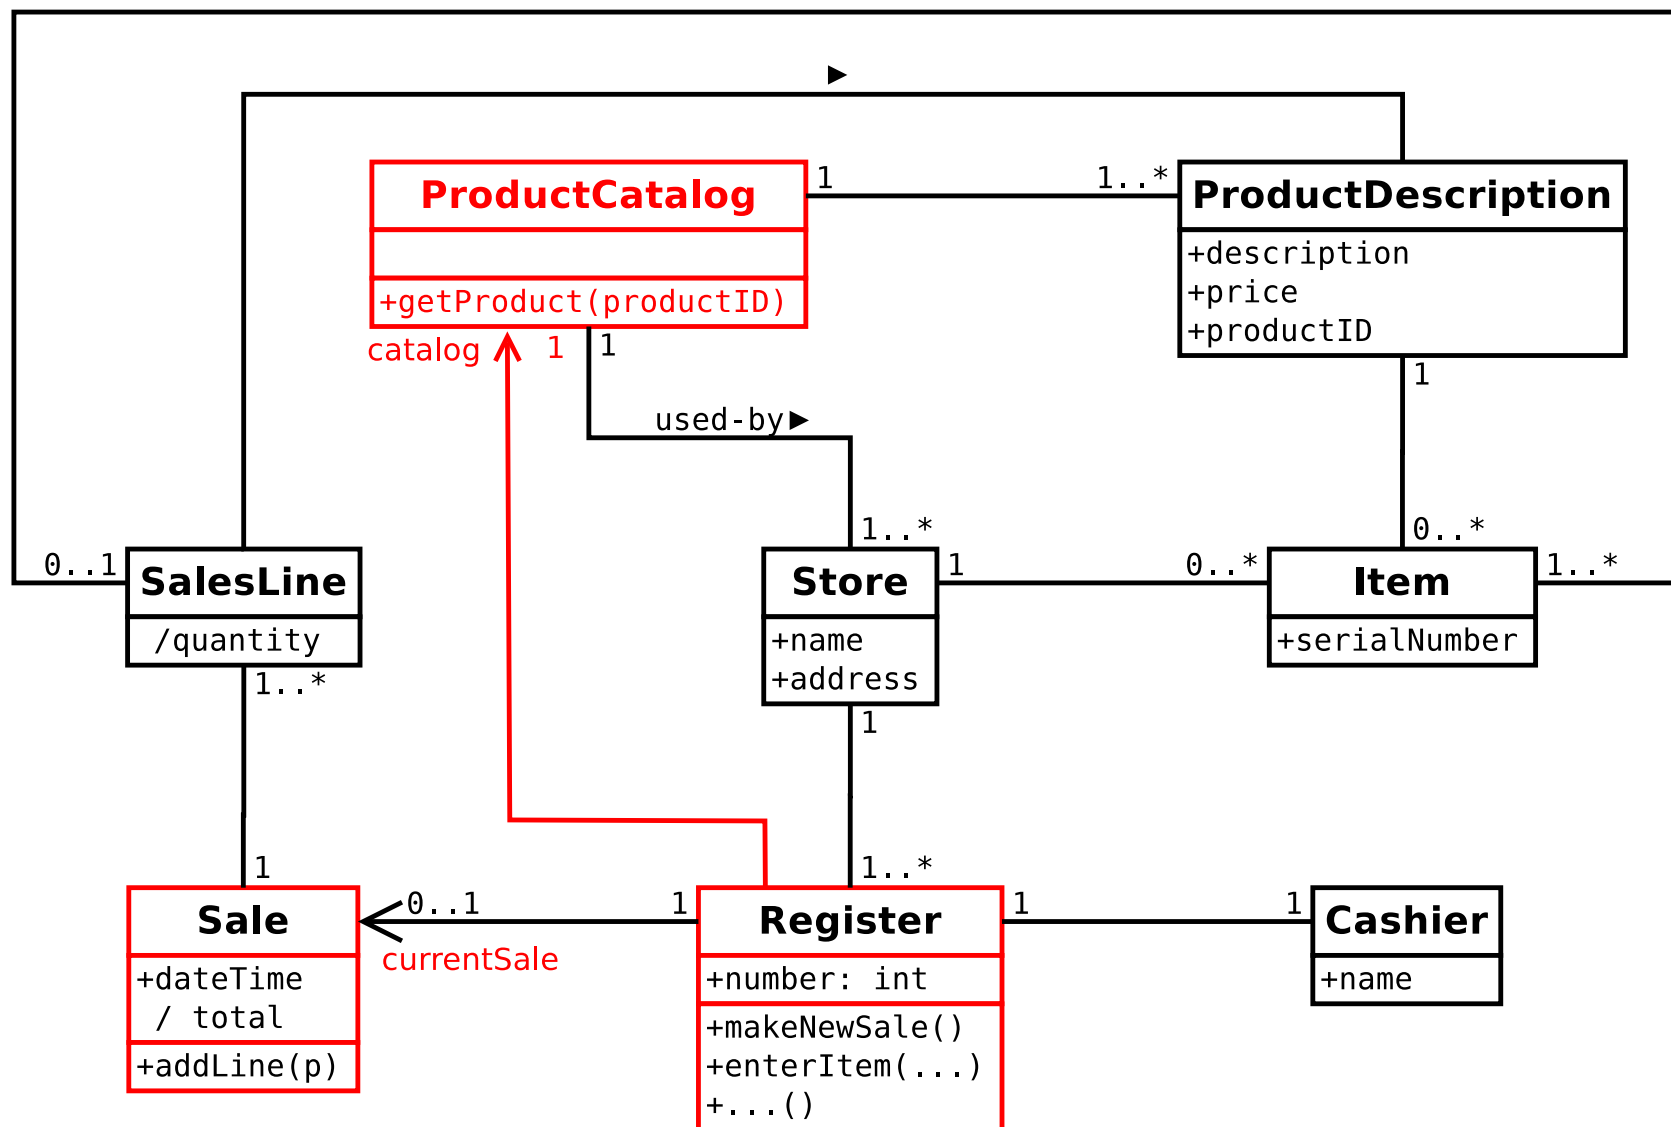 ►
ProductCatalog
+getProduct(productID)
1
1..*
ProductDescription
+description
+price
+productID
catalog
1
1
1
used-by►
0..1
SalesLine
/quantity
1..*
1..*
Store
+name
+address
1
0..*
0..*
Item
+serialNumber
1..*
1
1
1..*
Sale
+dateTime
/ total
+addLine(p)
0..1
currentSale
1
Register
+number: int
+makeNewSale()
+enterItem(...)
+...()
1
1
Cashier
+name